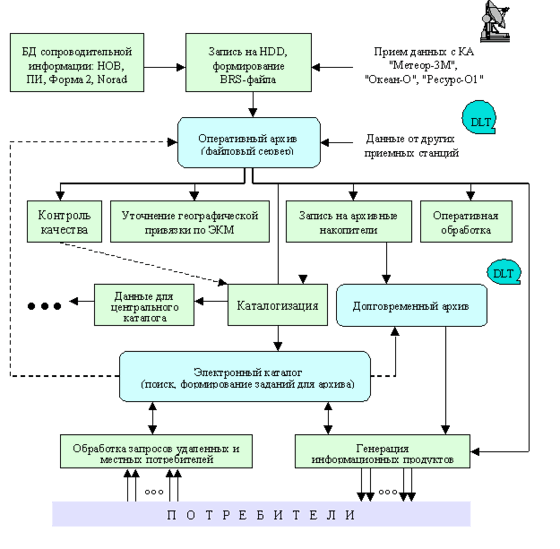 БД сопроводительной
информации: НОВ,
ПИ, Форма 2, Norad
Запись на HDD,
формирование
BRS-файла
Прием данных с КА
"Метеор-3М",
"Океан-О", "Ресурс-О1"
DLT
Оперативный архив
(файловый сервер)
Данные от других
приемных станций
Контроль
качества
Уточнение географической
привязки по ЭКМ
Запись на архивные
накопители
Оперативная
обработка
DLT
Данные для
центрального
каталога
Каталогизация
Долговременный архив
Электронный каталог
(поиск, формирование заданий для архива)
Обработка запросов удаленных и
местных потребителей
Генерация
информационных продуктов
П О Т Р Е Б И Т Е Л И